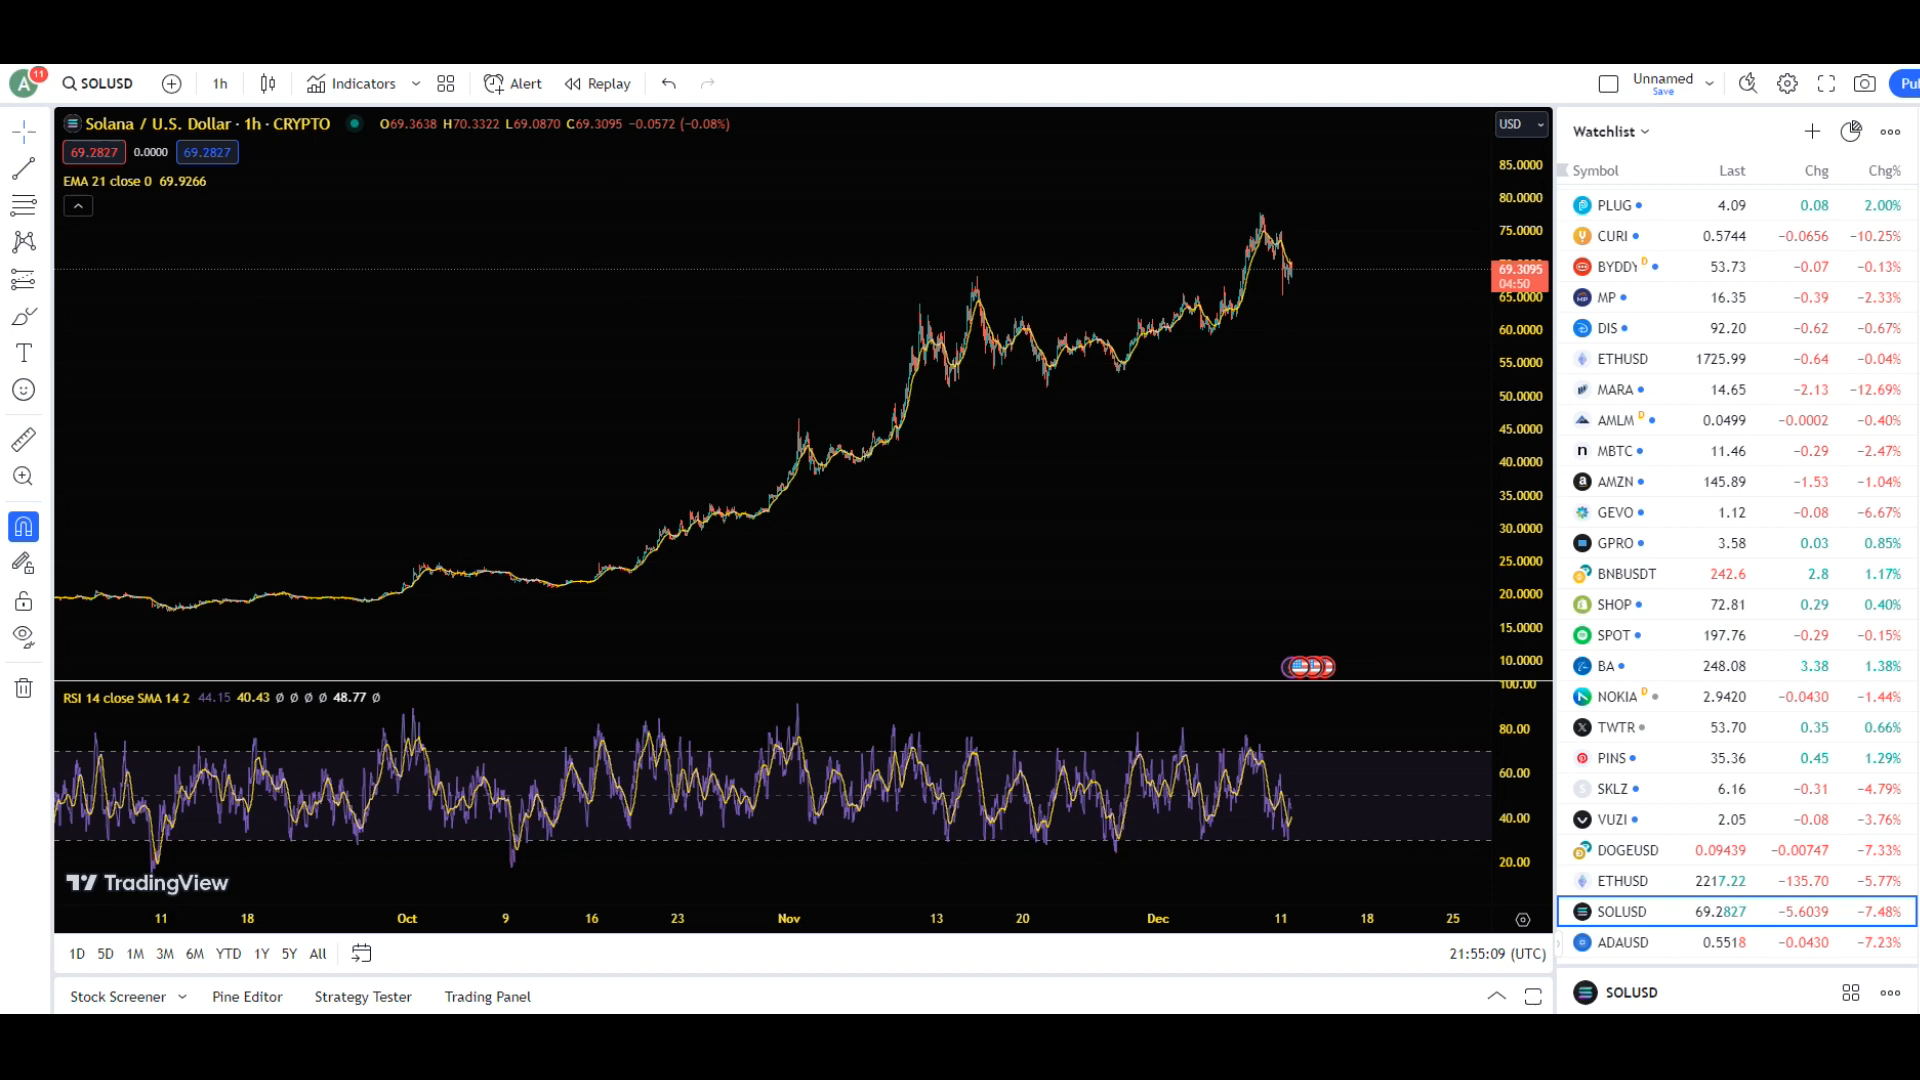 A 11 SOLUSD 1h Indicators Alert Replay Unnamed Save Pul
Solana / U.S. Dollar · 1h · CRYPTO O69.3638 H70.3322 L69.0870 C69.3095 −0.0572 (−0.08%) USD
69.2827 0.0000 69.2827
EMA 21 close 0 69.9266
85.0000
80.0000
75.0000
69.3095
04:50
65.0000
60.0000
55.0000
50.0000
45.0000
40.0000
35.0000
30.0000
25.0000
20.0000
15.0000
10.0000
RSI 14 close SMA 14 2 44.15 40.43 Ø Ø Ø Ø 48.77 Ø
100.00
80.00
60.00
40.00
20.00
TradingView
11 18 Oct 9 16 23 Nov 13 20 Dec 11 18 25
1D 5D 1M 3M 6M YTD 1Y 5Y All 21:55:09 (UTC)
Stock Screener Pine Editor Strategy Tester Trading Panel
Watchlist
Symbol Last Chg Chg%
PLUG 4.09 0.08 2.00%
CURI 0.5744 −0.0656 −10.25%
BYDDY D 53.73 −0.07 −0.13%
MP 16.35 −0.39 −2.33%
DIS 92.20 −0.62 −0.67%
ETHUSD 1725.99 −0.64 −0.04%
MARA 14.65 −2.13 −12.69%
AMLM D 0.0499 −0.0002 −0.40%
MBTC 11.46 −0.29 −2.47%
AMZN 145.89 −1.53 −1.04%
GEVO 1.12 −0.08 −6.67%
GPRO 3.58 0.03 0.85%
BNBUSDT 242.6 2.8 1.17%
SHOP 72.81 0.29 0.40%
SPOT 197.76 −0.29 −0.15%
BA 248.08 3.38 1.38%
NOKIA D 2.9420 −0.0430 −1.44%
TWTR 53.70 0.35 0.66%
PINS 35.36 0.45 1.29%
SKLZ 6.16 −0.31 −4.79%
VUZI 2.05 −0.08 −3.76%
DOGEUSD 0.09439 −0.00747 −7.33%
ETHUSD 2217.22 −135.70 −5.77%
SOLUSD 69.2827 −5.6039 −7.48%
ADAUSD 0.5518 −0.0430 −7.23%
SOLUSD